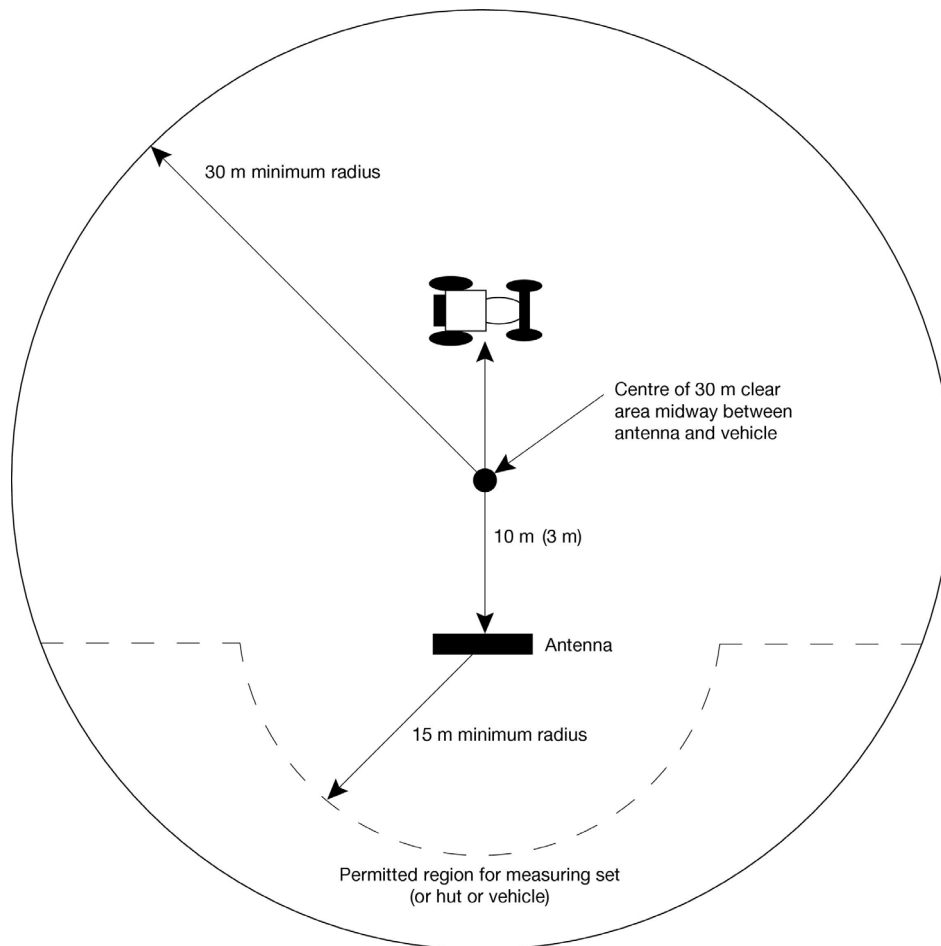 30 m minimum radius
Centre of 30 m clear
area midway between
antenna and vehicle
10 m (3 m)
Antenna
15 m minimum radius
Permitted region for measuring set
(or hut or vehicle)